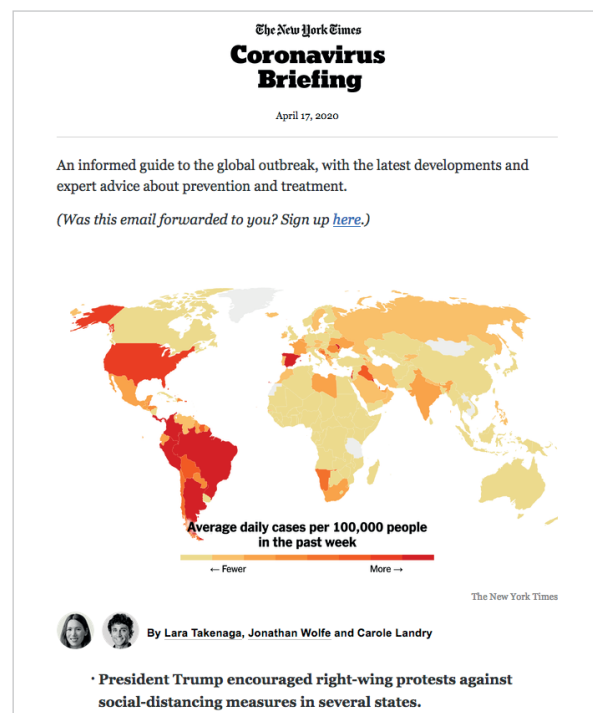 The New York Times
Coronavirus
Briefing
April 17, 2020
An informed guide to the global outbreak, with the latest developments and
expert advice about prevention and treatment.
(Was this email forwarded to you? Sign up here.)
Average daily cases per 100,000 people
in the past week
← Fewer More →
The New York Times
By Lara Takenaga, Jonathan Wolfe and Carole Landry
· President Trump encouraged right-wing protests against
social-distancing measures in several states.